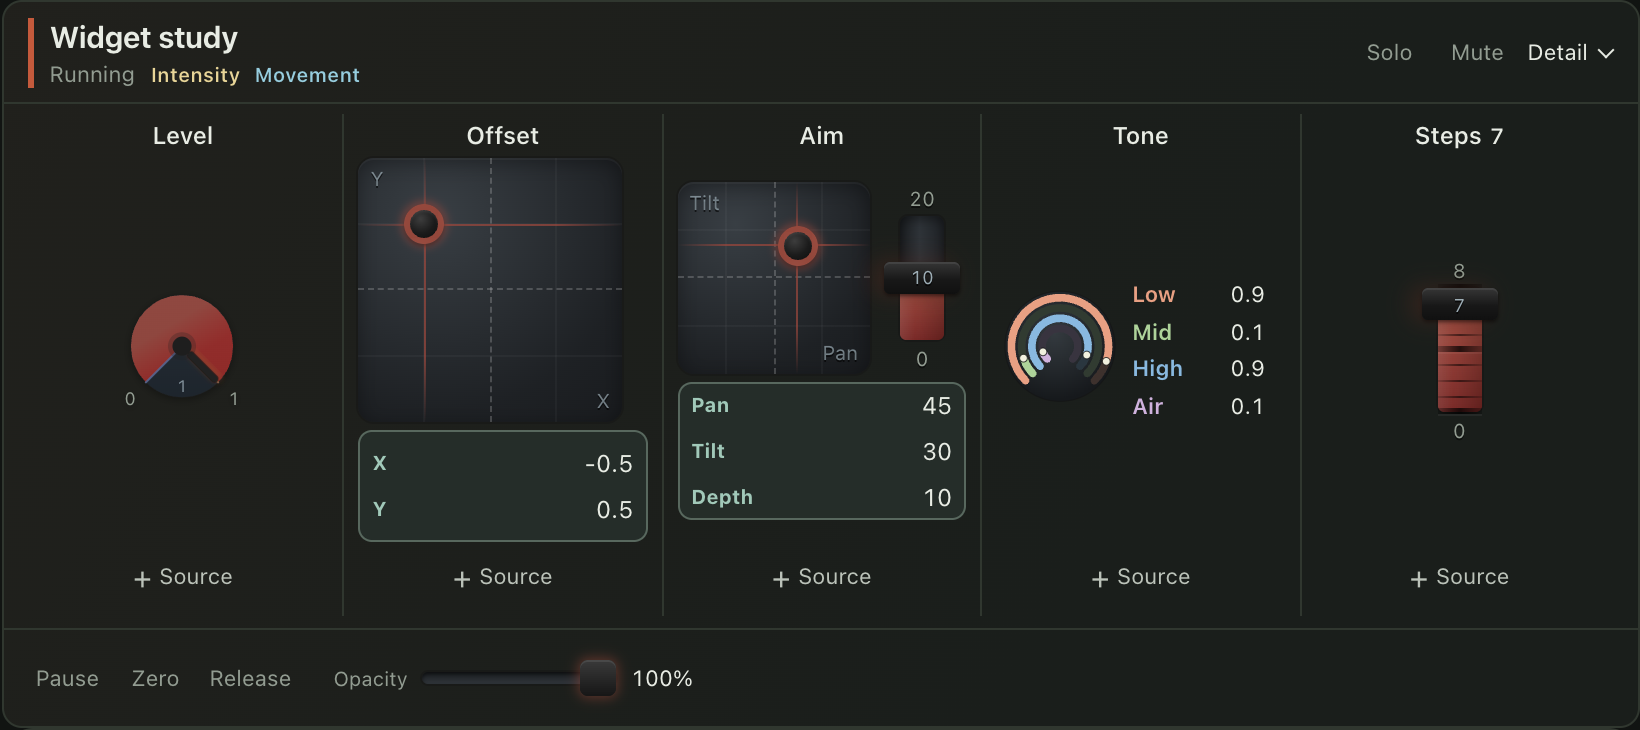 Widget study
Running Intensity Movement
Solo Mute Detail
Level
0
1
1
+ Source
Offset
Y
X
X -0.5
Y 0.5
+ Source
Aim
Tilt
Pan
20
10
0
Pan 45
Tilt 30
Depth 10
+ Source
Tone
Low 0.9
Mid 0.1
High 0.9
Air 0.1
+ Source
Steps 7
8
7
0
+ Source
Pause Zero Release Opacity 100%